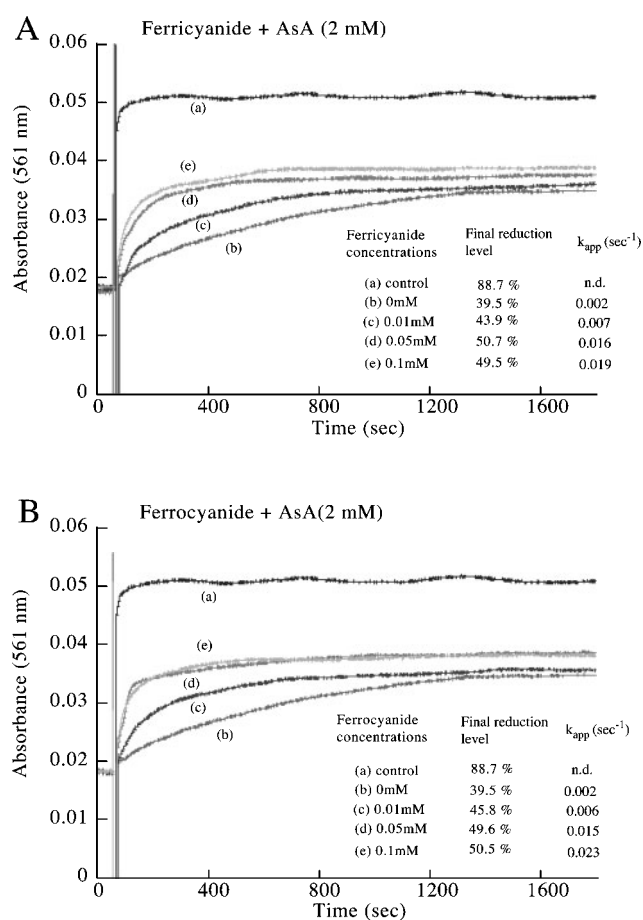 A
Ferricyanide + AsA (2 mM)
Absorbance (561 nm)
0.06
0.05
0.04
0.03
0.02
0.01
0
(a)
(e)
(d)
(c)
(b)
Ferricyanide concentrations Final reduction level k_app (sec^-1)
(a) control 88.7 % n.d.
(b) 0mM 39.5 % 0.002
(c) 0.01mM 43.9 % 0.007
(d) 0.05mM 50.7 % 0.016
(e) 0.1mM 49.5 % 0.019
0 400 800 1200 1600
Time (sec)
B
Ferrocyanide + AsA(2 mM)
Absorbance (561 nm)
0.06
0.05
0.04
0.03
0.02
0.01
0
(a)
(e)
(d)
(c)
(b)
Ferrocyanide concentrations Final reduction level k_app (sec^-1)
(a) control 88.7 % n.d.
(b) 0mM 39.5 % 0.002
(c) 0.01mM 45.8 % 0.006
(d) 0.05mM 49.6 % 0.015
(e) 0.1mM 50.5 % 0.023
0 400 800 1200 1600
Time (sec)